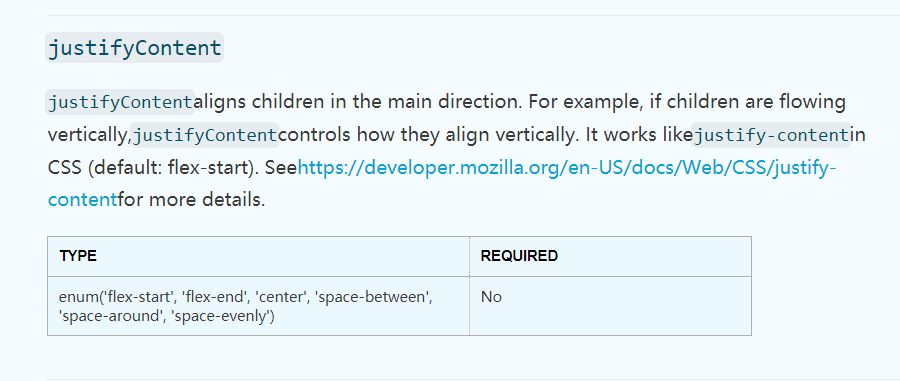 justifyContent
justifyContentaligns children in the main direction. For example, if children are flowing
vertically,justifyContentcontrols how they align vertically. It works likejustify-contentin
CSS (default: flex-start). Seehttps://developer.mozilla.org/en-US/docs/Web/CSS/justify-
contentfor more details.
TYPE REQUIRED
enum('flex-start', 'flex-end', 'center', 'space-between', No
'space-around', 'space-evenly')